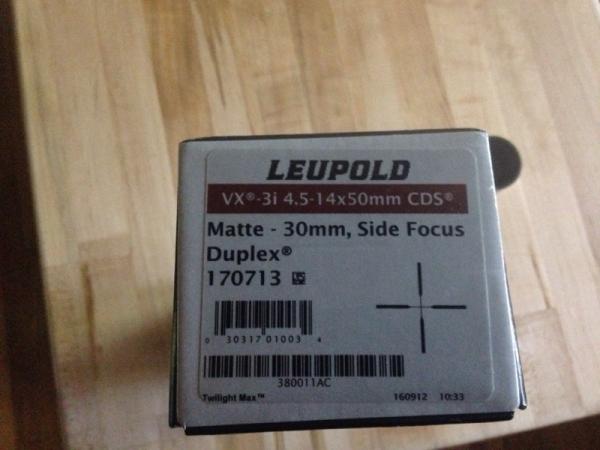 LEUPOLD
VX®-3i 4.5-14x50mm CDS®
Matte - 30mm, Side Focus
Duplex®
170713
0 30317 01003 4
380011AC
Twilight Max™ 160912 10:33